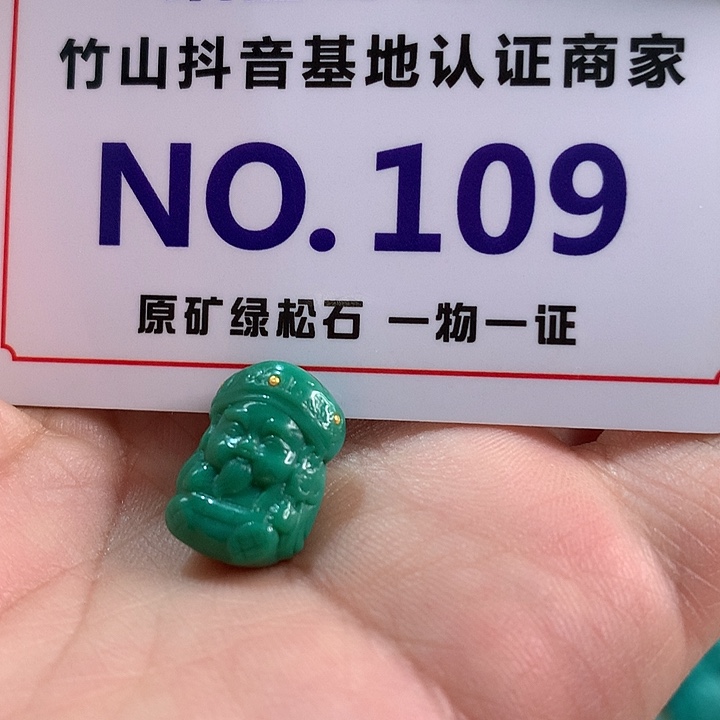 竹山抖音基地认证商家
NO.109
原矿绿松石 一物一证